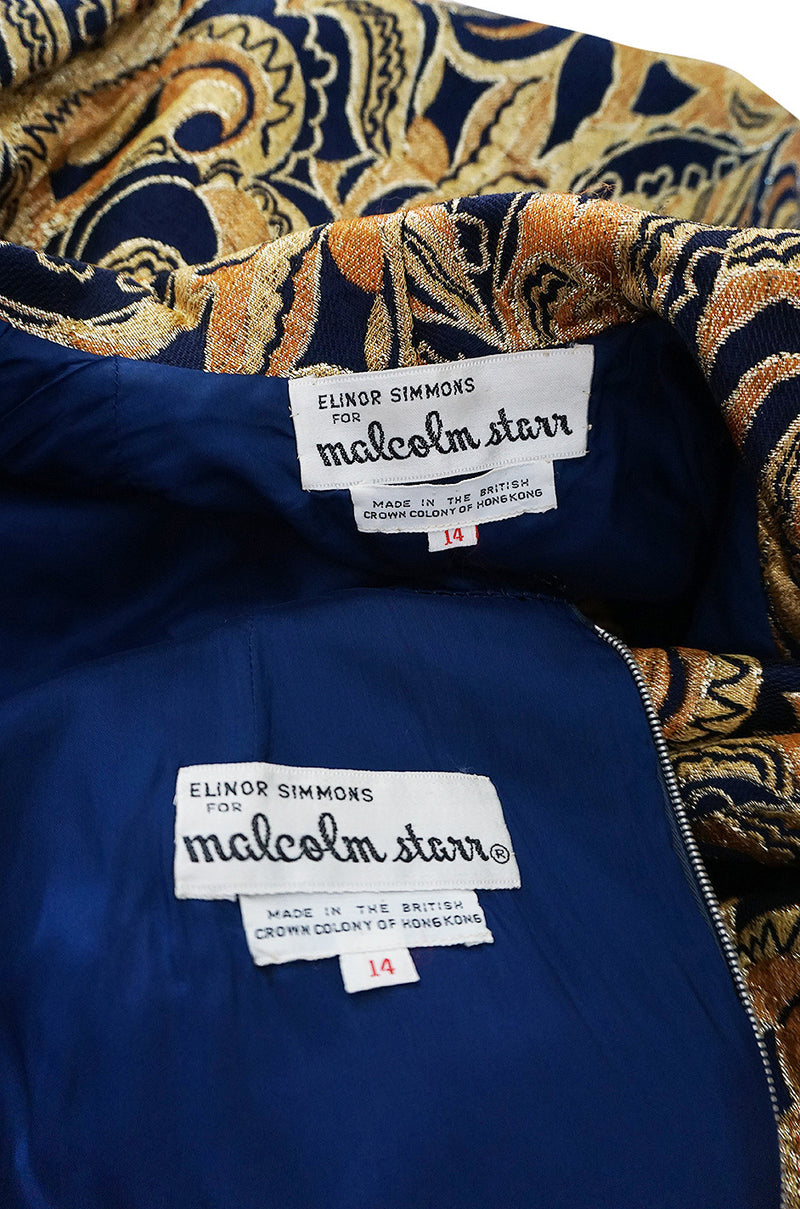 ELINOR SIMMONS
FOR
malcolm starr
MADE IN THE BRITISH
CROWN COLONY OF HONG KONG
14
ELINOR SIMMONS
FOR
malcolm starr®
MADE IN THE BRITISH
CROWN COLONY OF HONG KONG
14